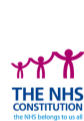 THE NHS
CONSTITUTION
the NHS belongs to us all